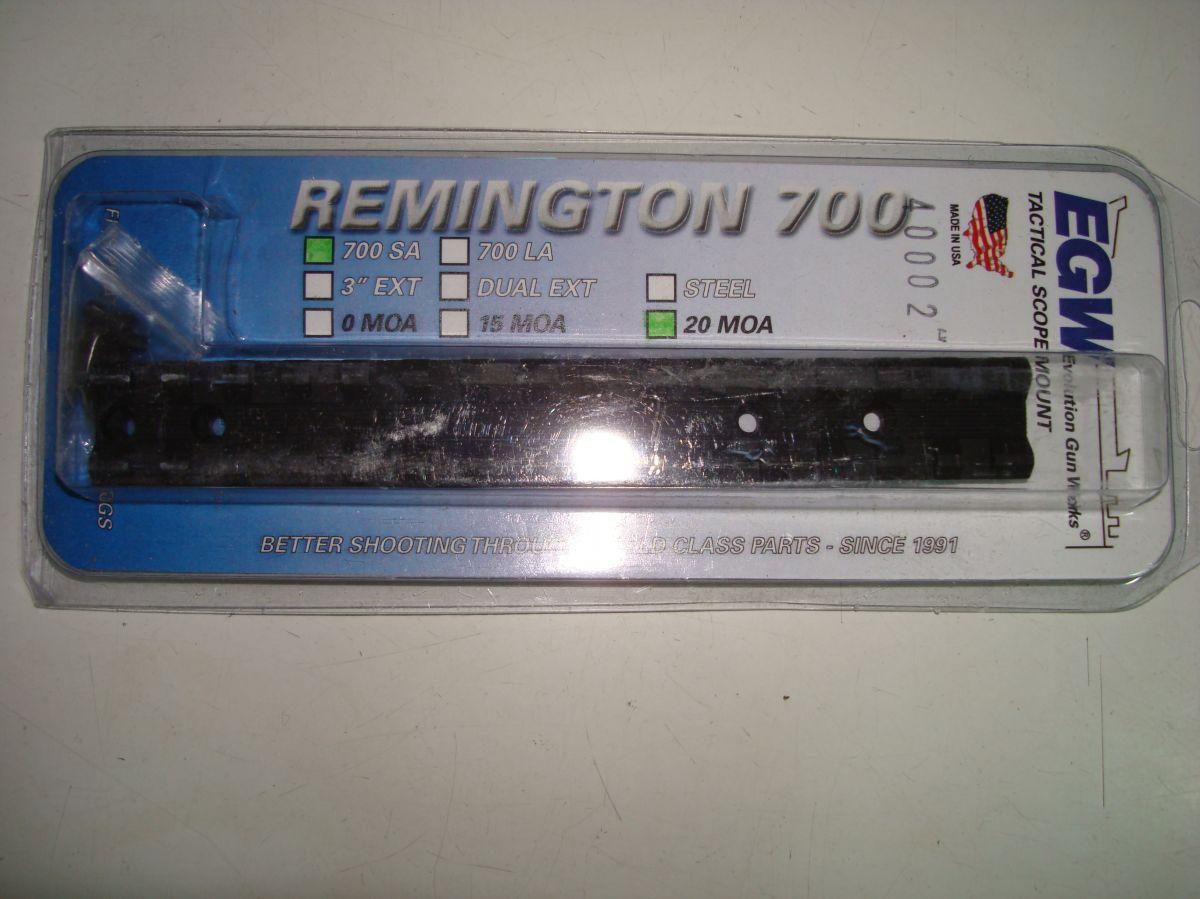 REMINGTON 700
700 SA 700 LA
3" EXT DUAL EXT STEEL
0 MOA 15 MOA 20 MOA
40002
MADE IN USA
EGW
TACTICAL SCOPE MOUNT
Evolution Gun Works ®
BETTER SHOOTING CLASS PARTS - SINCE 1991